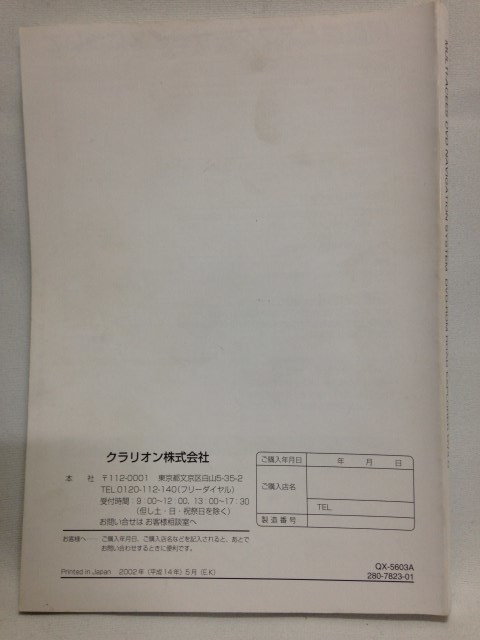 クラリオン株式会社
本 社 〒112-0001 東京都文京区白山5-35-2
TEL 0120-112-140(フリーダイヤル)
受付時間:9:00~12:00, 13:00~17:30
(但し土・日・祝祭日を除く)
お問い合せは お客様相談室へ
ご購入年月日 年 月 日
ご購入店名
TEL.
製造番号
お客様へ…… ご購入年月日、ご購入店名などを記入されると、あとで
お問い合わせするときに便利です。
Printed in Japan 2002年(平成14年)5月(E.K)
QX-5603A
280-7823-01
DVD NAVIGATION SYSTEM